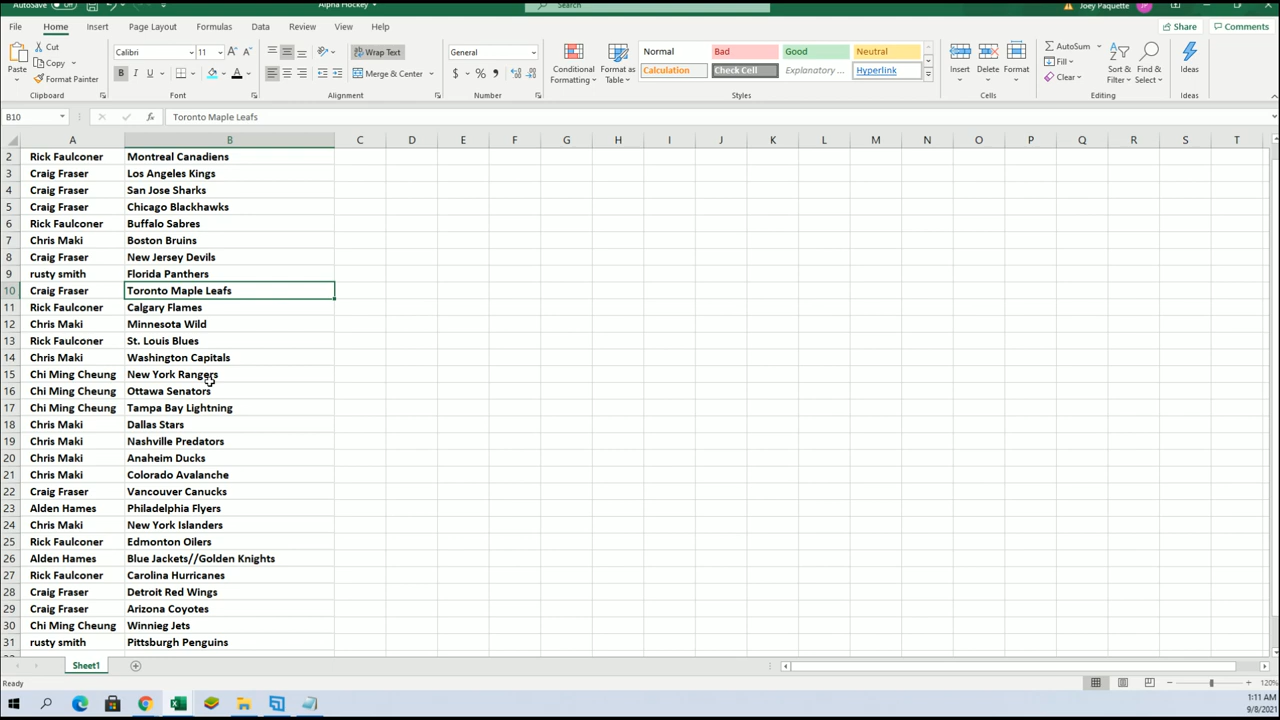 AutoSave
Alpha Hockey
Search
Joey Paquette
JP
File Home Insert Page Layout Formulas Data Review View Help
Share Comments
Paste
Cut
Copy
Format Painter
Clipboard
Calibri 11
B I U
Font
Wrap Text
Merge & Center
Alignment
General
$ % 9
Number
Conditional Formatting
Format as Table
Normal Bad Good Neutral
Calculation Check Cell Explanatory ... Hyperlink
Styles
Insert Delete Format
Cells
AutoSum
Fill
Clear
Sort & Filter
Find & Select
Editing
Ideas
Ideas
B10 fx Toronto Maple Leafs
A B C D E F G H I J K L M N O P Q R S T
2 Rick Faulconer Montreal Canadiens
3 Craig Fraser Los Angeles Kings
4 Craig Fraser San Jose Sharks
5 Craig Fraser Chicago Blackhawks
6 Rick Faulconer Buffalo Sabres
7 Chris Maki Boston Bruins
8 Craig Fraser New Jersey Devils
9 rusty smith Florida Panthers
10 Craig Fraser Toronto Maple Leafs
11 Rick Faulconer Calgary Flames
12 Chris Maki Minnesota Wild
13 Rick Faulconer St. Louis Blues
14 Chris Maki Washington Capitals
15 Chi Ming Cheung New York Rangers
16 Chi Ming Cheung Ottawa Senators
17 Chi Ming Cheung Tampa Bay Lightning
18 Chris Maki Dallas Stars
19 Chris Maki Nashville Predators
20 Chris Maki Anaheim Ducks
21 Chris Maki Colorado Avalanche
22 Craig Fraser Vancouver Canucks
23 Alden Hames Philadelphia Flyers
24 Chris Maki New York Islanders
25 Rick Faulconer Edmonton Oilers
26 Alden Hames Blue Jackets//Golden Knights
27 Rick Faulconer Carolina Hurricanes
28 Craig Fraser Detroit Red Wings
29 Craig Fraser Arizona Coyotes
30 Chi Ming Cheung Winnieg Jets
31 rusty smith Pittsburgh Penguins
Sheet1
Ready
120%
1:11 AM
9/8/2021